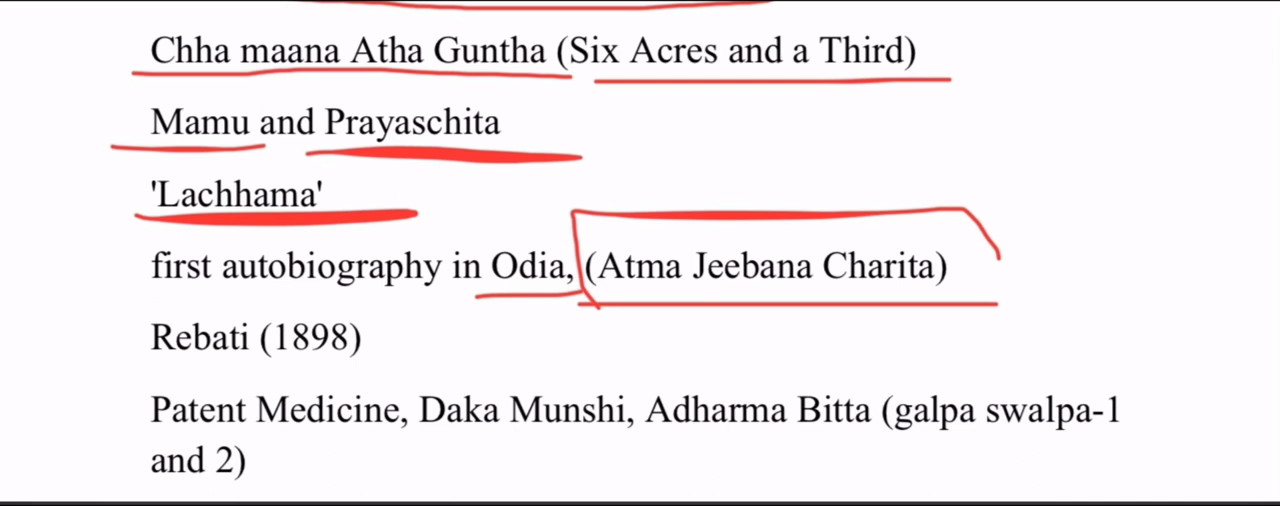 Chha maana Atha Guntha (Six Acres and a Third)
Mamu and Prayaschita
'Lachhama'
first autobiography in Odia, (Atma Jeebana Charita)
Rebati (1898)
Patent Medicine, Daka Munshi, Adharma Bitta (galpa swalpa-1
and 2)